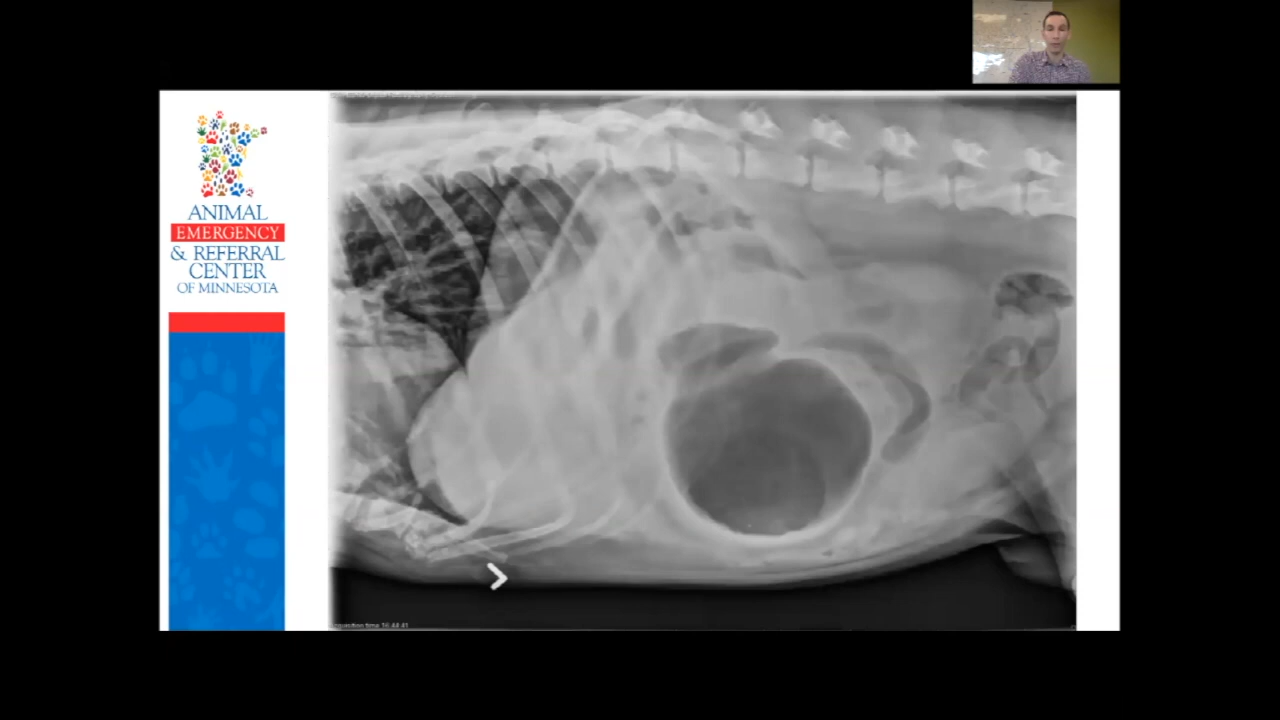 ANIMAL
EMERGENCY
& REFERRAL
CENTER
OF MINNESOTA